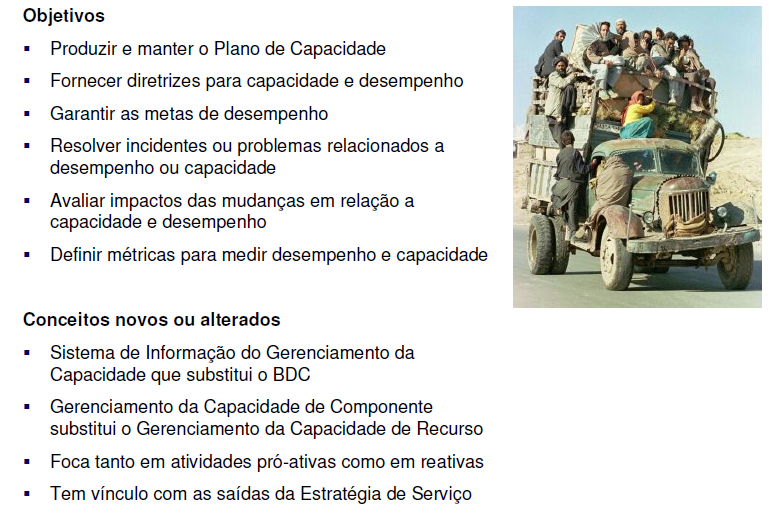 Objetivos
▪ Produzir e manter o Plano de Capacidade
▪ Fornecer diretrizes para capacidade e desempenho
▪ Garantir as metas de desempenho
▪ Resolver incidentes ou problemas relacionados a
desempenho ou capacidade
▪ Avaliar impactos das mudanças em relação a
capacidade e desempenho
▪ Definir métricas para medir desempenho e capacidade
Conceitos novos ou alterados
▪ Sistema de Informação do Gerenciamento da
Capacidade que substitui o BDC
▪ Gerenciamento da Capacidade de Componente
substitui o Gerenciamento da Capacidade de Recurso
▪ Foca tanto em atividades pró-ativas como em reativas
▪ Tem vínculo com as saídas da Estratégia de Serviço